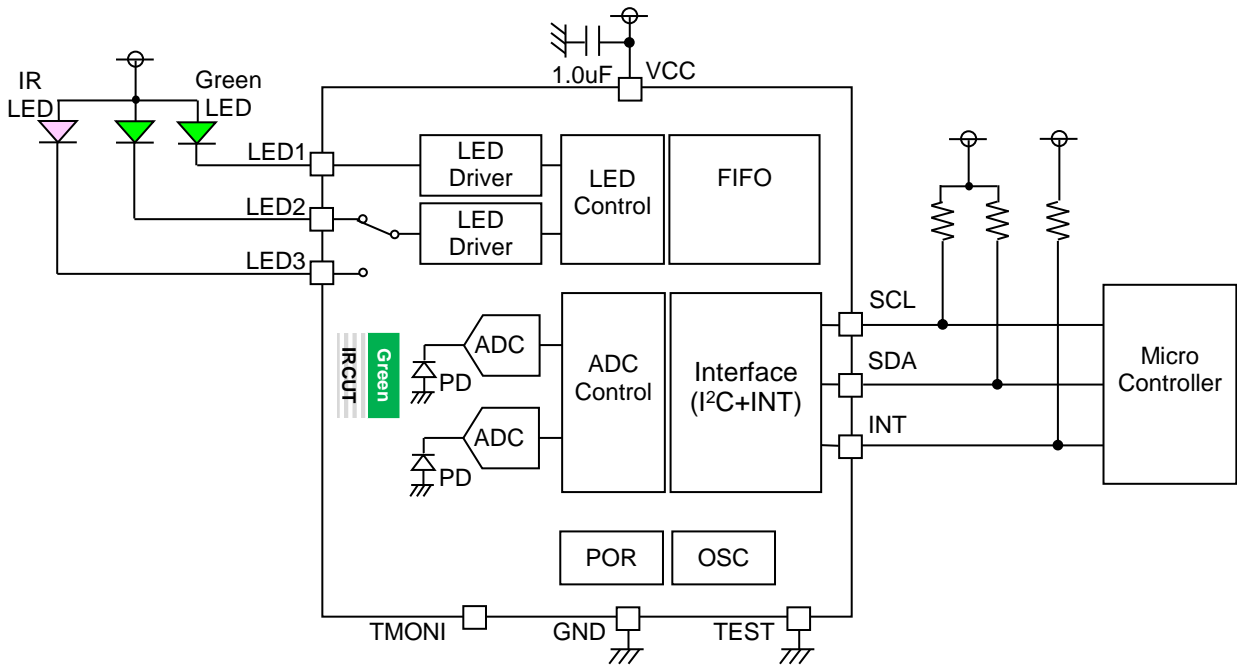 1.0uF
VCC
IR
LED
Green
LED
LED1
LED2
LED3
LED
Driver
LED
Driver
LED
Control
FIFO
Green
IRCUT
ADC
PD
ADC
PD
ADC
Control
Interface
(I²C+INT)
SCL
SDA
INT
Micro
Controller
POR
OSC
TMONI
GND
TEST